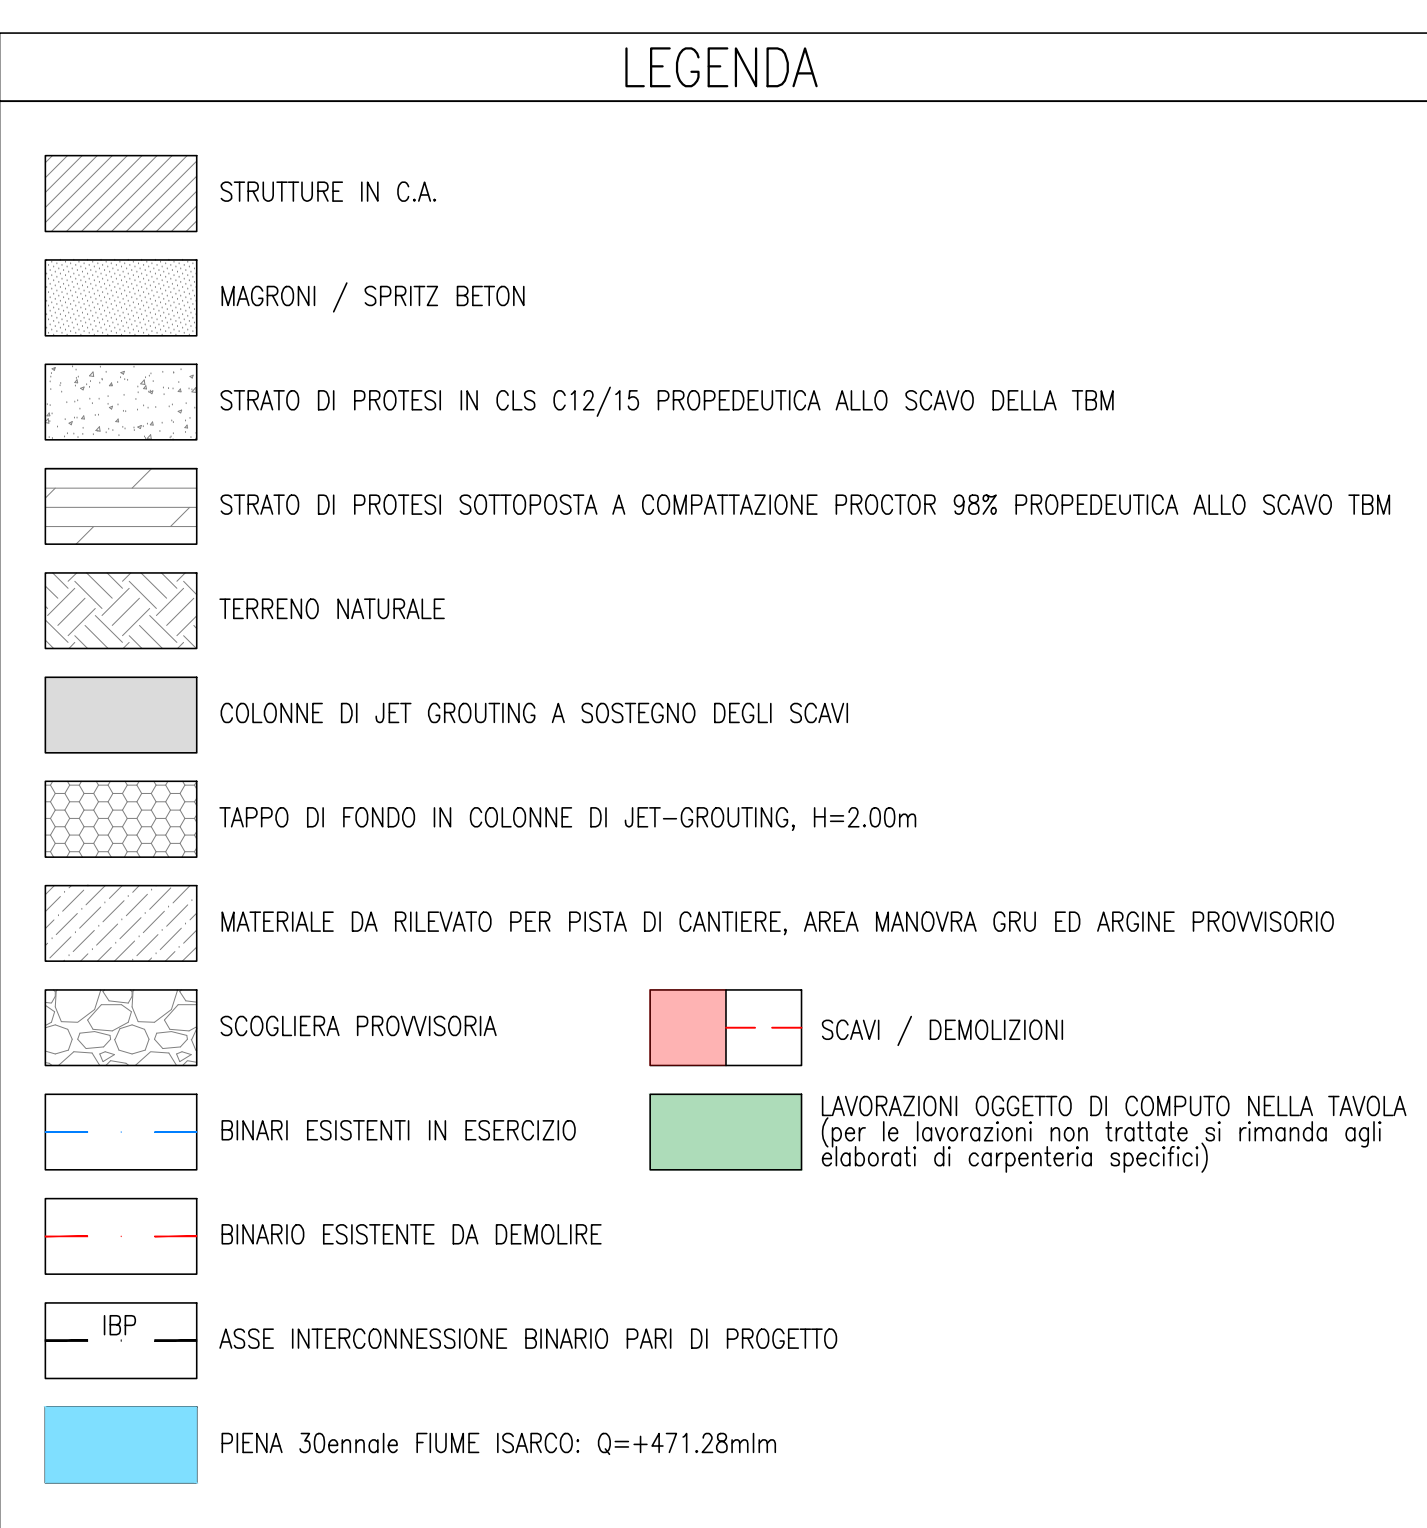 LEGENDA
STRUTTURE IN C.A.
MAGRONI / SPRITZ BETON
STRATO DI PROTESI IN CLS C12/15 PROPEDEUTICA ALLO SCAVO DELLA TBM
STRATO DI PROTESI SOTTOPOSTA A COMPATTAZIONE PROCTOR 98% PROPEDEUTICA ALLO SCAVO TBM
TERRENO NATURALE
COLONNE DI JET GROUTING A SOSTEGNO DEGLI SCAVI
TAPPO DI FONDO IN COLONNE DI JET-GROUTING, H=2.00m
MATERIALE DA RILEVATO PER PISTA DI CANTIERE, AREA MANOVRA GRU ED ARGINE PROVVISORIO
SCOGLIERA PROVVISORIA
SCAVI / DEMOLIZIONI
BINARI ESISTENTI IN ESERCIZIO
LAVORAZIONI OGGETTO DI COMPUTO NELLA TAVOLA
(per le lavorazioni non trattate si rimanda agli
elaborati di carpenteria specifici)
BINARIO ESISTENTE DA DEMOLIRE
IBP
ASSE INTERCONNESSIONE BINARIO PARI DI PROGETTO
PIENA 30ennale FIUME ISARCO: Q=+471.28mlm